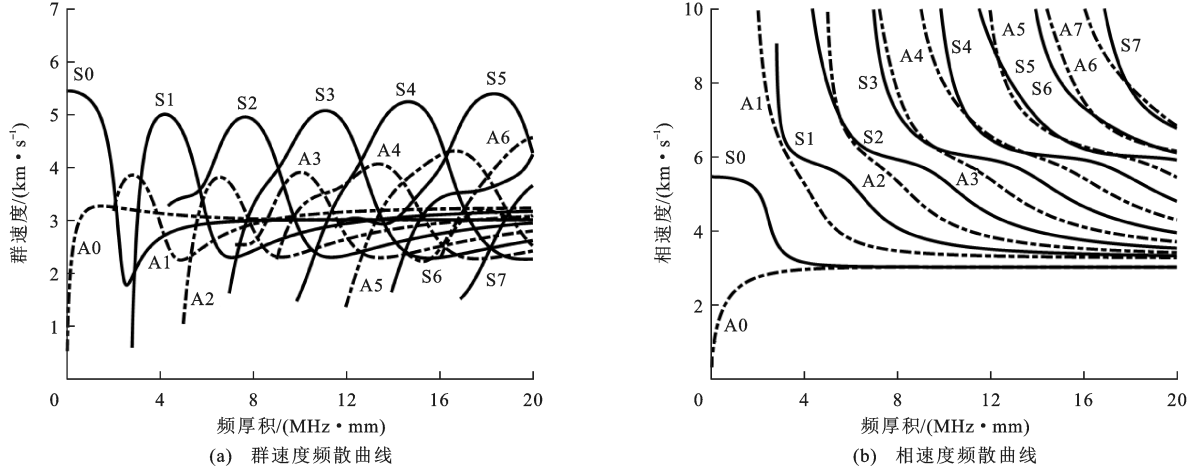 7
6
5
4
3
2
1
0
4
8
12
16
20
群速度/(km·s⁻¹)
S0
S1
S2
S3
S4
S5
A3
A4
A6
A0
A1
A2
A5
S6
S7
频厚积/(MHz·mm)
(a) 群速度频散曲线
10
8
6
4
2
0
4
8
12
16
20
相速度/(km·s⁻¹)
A4
S4
A5
A7
S7
S3
S5
A6
S6
A1
S1
S2
S0
A2
A3
A0
频厚积/(MHz·mm)
(b) 相速度频散曲线